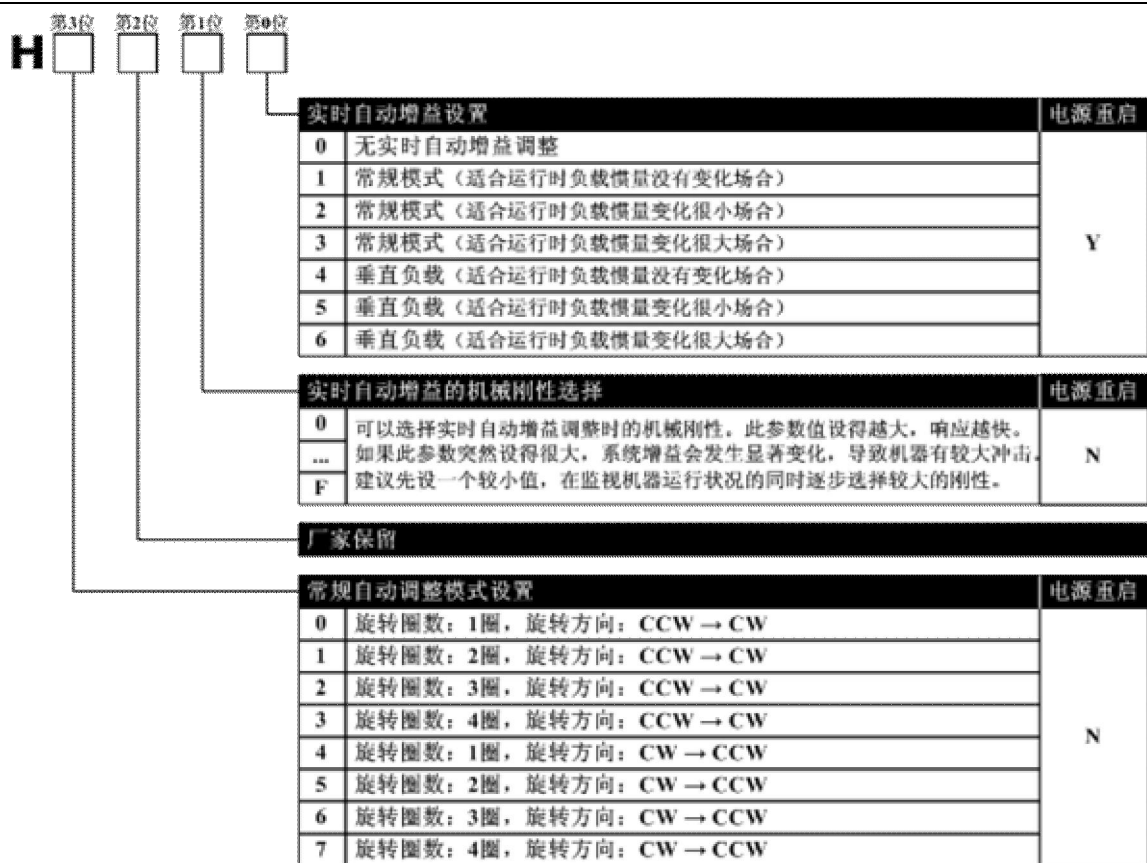 第3位 第2位 第1位 第0位
H
实时自动增益设置 电源重启
0 无实时自动增益调整
1 常规模式（适合运行时负载惯量没有变化场合）
2 常规模式（适合运行时负载惯量变化很小场合）
3 常规模式（适合运行时负载惯量变化很大场合） Y
4 垂直负载（适合运行时负载惯量没有变化场合）
5 垂直负载（适合运行时负载惯量变化很小场合）
6 垂直负载（适合运行时负载惯量变化很大场合）
实时自动增益的机械刚性选择 电源重启
0 可以选择实时自动增益调整时的机械刚性。此参数值设得越大，响应越快。
... 如果此参数突然设得很大，系统增益会发生显著变化，导致机器有较大冲击。 N
F 建议先设一个较小值，在监视机器运行状况的同时逐步选择较大的刚性。
厂家保留
常规自动调整模式设置 电源重启
0 旋转圈数：1圈，旋转方向：CCW → CW
1 旋转圈数：2圈，旋转方向：CCW → CW
2 旋转圈数：3圈，旋转方向：CCW → CW
3 旋转圈数：4圈，旋转方向：CCW → CW N
4 旋转圈数：1圈，旋转方向：CW → CCW
5 旋转圈数：2圈，旋转方向：CW → CCW
6 旋转圈数：3圈，旋转方向：CW → CCW
7 旋转圈数：4圈，旋转方向：CW → CCW